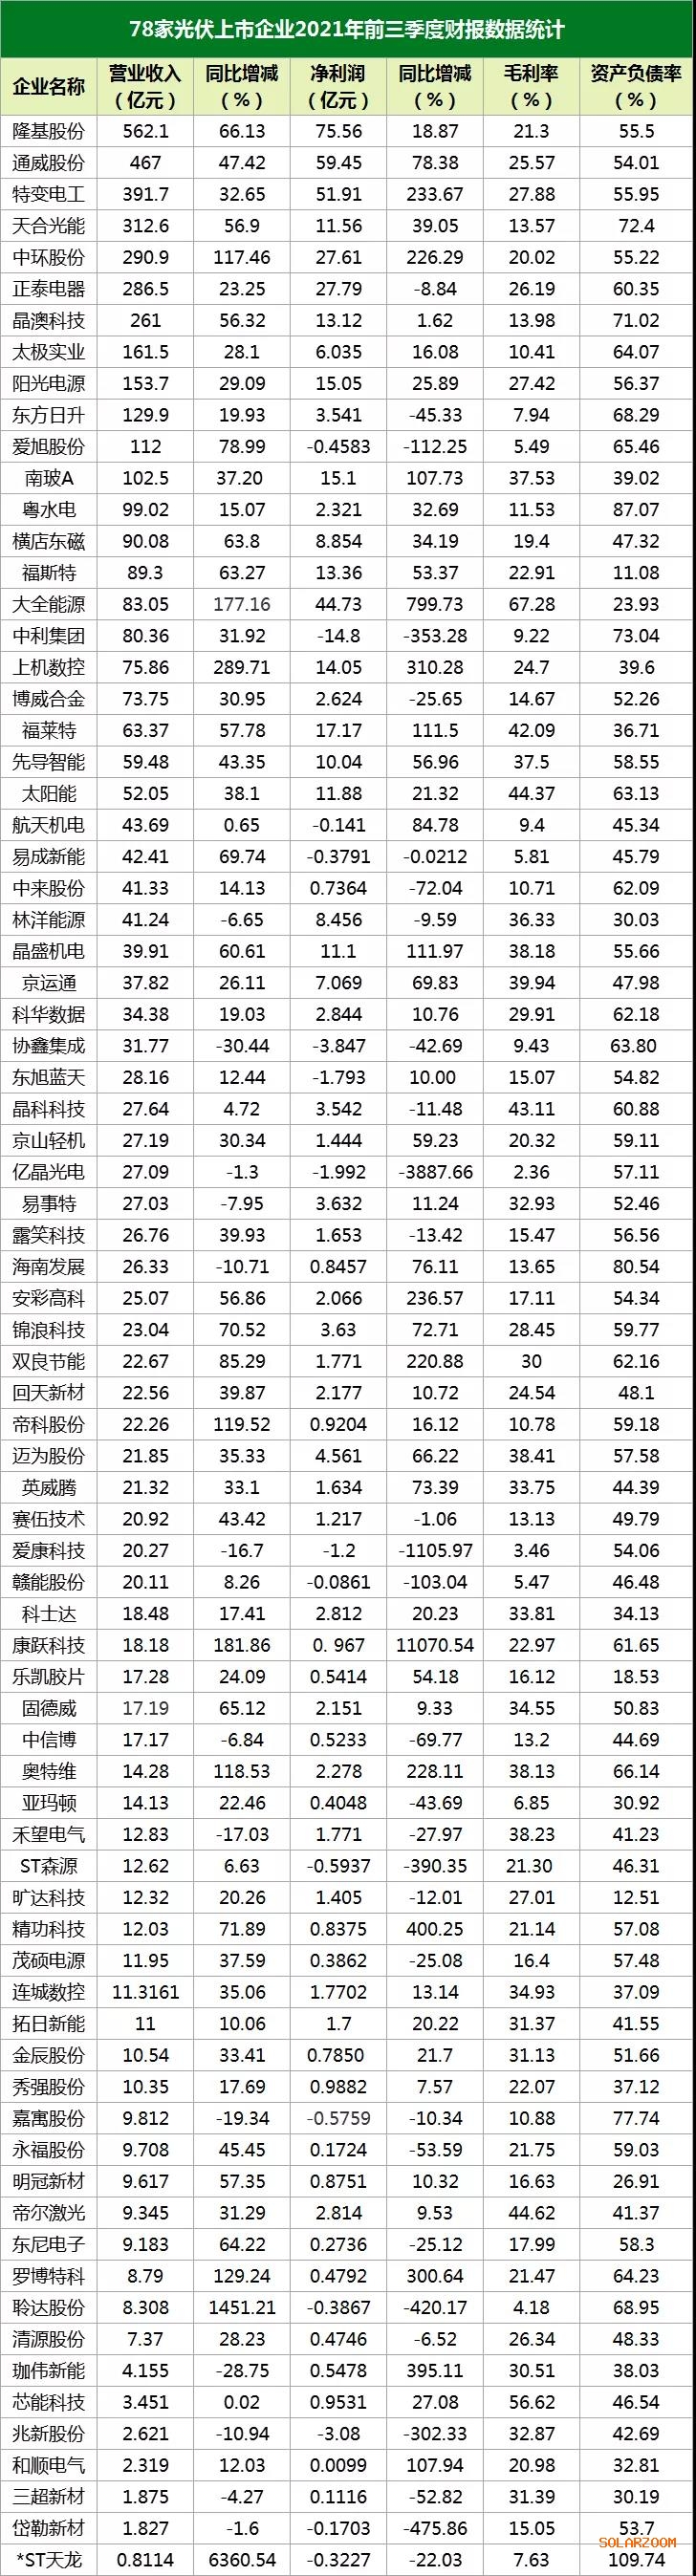 78家光伏上市企业2021年前三季度财报数据统计
企业名称 营业收入（亿元） 同比增减（%） 净利润（亿元） 同比增减（%） 毛利率（%） 资产负债率（%）
隆基股份 562.1 66.13 75.56 18.87 21.3 55.5
通威股份 467 47.42 59.45 78.38 25.57 54.01
特变电工 391.7 32.65 51.91 233.67 27.88 55.95
天合光能 312.6 56.9 11.56 39.05 13.57 72.4
中环股份 290.9 117.46 27.61 226.29 20.02 55.22
正泰电器 286.5 23.25 27.79 -8.84 26.19 60.35
晶澳科技 261 56.32 13.12 1.62 13.98 71.02
太极实业 161.5 28.1 6.035 16.08 10.41 64.07
阳光电源 153.7 29.09 15.05 25.89 27.42 56.37
东方日升 129.9 19.93 3.541 -45.33 7.94 68.29
爱旭股份 112 78.99 -0.4583 -112.25 5.49 65.46
南玻A 102.5 37.20 15.1 107.73 37.53 39.02
粤水电 99.02 15.07 2.321 32.69 11.53 87.07
横店东磁 90.08 63.8 8.854 34.19 19.4 47.32
福斯特 89.3 63.27 13.36 53.37 22.91 11.08
大全能源 83.05 177.16 44.73 799.73 67.28 23.93
中利集团 80.36 31.92 -14.8 -353.28 9.22 73.04
上机数控 75.86 289.71 14.05 310.28 24.7 39.6
博威合金 73.75 30.95 2.624 -25.65 14.67 52.26
福莱特 63.37 57.78 17.17 111.5 42.09 36.71
先导智能 59.48 43.35 10.04 56.96 37.5 58.55
太阳能 52.05 38.1 11.88 21.32 44.37 63.13
航天机电 43.69 0.65 -0.141 84.78 9.4 45.34
易成新能 42.41 69.74 -0.3791 -0.0212 5.81 45.79
中来股份 41.33 14.13 0.7364 -72.04 10.71 62.09
林洋能源 41.24 -6.65 8.456 -9.59 36.33 30.03
晶盛机电 39.91 60.61 11.1 111.97 38.18 55.66
京运通 37.82 26.11 7.069 69.83 39.94 47.98
科华数据 34.38 19.03 2.844 10.76 29.91 62.18
协鑫集成 31.77 -30.44 -3.847 -42.69 9.43 63.80
东旭蓝天 28.16 12.44 -1.793 10.00 15.07 54.82
晶科科技 27.64 4.72 3.542 -11.48 43.11 60.88
京山轻机 27.19 30.34 1.444 59.23 20.32 59.11
亿晶光电 27.09 -1.3 -1.992 -3887.66 2.36 57.11
易事特 27.03 -7.95 3.632 11.24 32.93 52.46
露笑科技 26.76 39.93 1.653 -13.42 15.47 56.56
海南发展 26.33 -10.71 0.8457 76.11 13.65 80.54
安彩高科 25.07 56.86 2.066 236.57 17.11 54.34
锦浪科技 23.04 70.52 3.63 72.71 28.45 59.77
双良节能 22.67 85.29 1.771 220.88 30 62.16
回天新材 22.56 39.87 2.177 10.72 24.54 48.1
帝科股份 22.26 119.52 0.9204 16.12 10.78 59.18
迈为股份 21.85 35.33 4.561 66.22 38.41 57.58
英威腾 21.32 33.1 1.634 73.39 33.75 44.39
赛伍技术 20.92 43.42 1.217 -1.06 13.13 49.79
爱康科技 20.27 -16.7 -1.2 -1105.97 3.46 54.06
赣能股份 20.11 8.26 -0.0861 -103.04 5.47 46.48
科士达 18.48 17.41 2.812 20.23 33.81 34.13
康跃科技 18.18 181.86 0. 967 11070.54 22.97 61.65
乐凯胶片 17.28 24.09 0.5414 54.18 16.12 18.53
固德威 17.19 65.12 2.151 9.33 34.55 50.83
中信博 17.17 -6.84 0.5233 -69.77 13.2 44.69
奥特维 14.28 118.53 2.278 228.11 38.13 66.14
亚玛顿 14.13 22.46 0.4048 -43.69 6.85 30.92
禾望电气 12.83 -17.03 1.771 -27.97 38.23 41.23
ST森源 12.62 6.63 -0.5937 -390.35 21.30 46.31
旷达科技 12.32 20.26 1.405 -12.01 27.01 12.51
精功科技 12.03 71.89 0.8375 400.25 21.14 57.08
茂硕电源 11.95 37.59 0.3862 -25.08 16.4 57.48
连城数控 11.3161 35.06 1.7702 13.14 34.93 37.09
拓日新能 11 10.06 1.7 20.22 31.37 41.55
金辰股份 10.54 33.41 0.7850 21.7 31.13 51.66
秀强股份 10.35 17.69 0.9882 7.57 22.07 37.12
嘉寓股份 9.812 -19.34 -0.5759 -10.34 10.88 77.74
永福股份 9.708 45.45 0.1724 -53.59 21.75 59.03
明冠新材 9.617 57.35 0.8751 10.32 16.63 26.91
帝尔激光 9.345 31.29 2.814 9.53 44.62 41.37
东尼电子 9.183 64.22 0.2736 -25.12 17.99 58.3
罗博特科 8.79 129.24 0.4792 300.64 21.47 64.23
聆达股份 8.308 1451.21 -0.3867 -420.17 4.18 68.95
清源股份 7.37 28.23 0.4746 -6.52 26.34 48.33
珈伟新能 4.155 -28.75 0.5478 395.11 30.51 38.03
芯能科技 3.451 0.02 0.9531 27.08 56.62 46.54
兆新股份 2.621 -10.94 -3.08 -302.33 32.87 42.69
和顺电气 2.319 12.03 0.0099 107.94 20.98 32.81
三超新材 1.875 -4.27 0.1116 -52.82 31.39 30.19
岱勒新材 1.827 -1.6 -0.1703 -475.86 15.05 53.7
SOLARZOOM
*ST天龙 0.8114 6360.54 -0.3227 -22.03 7.63 109.74